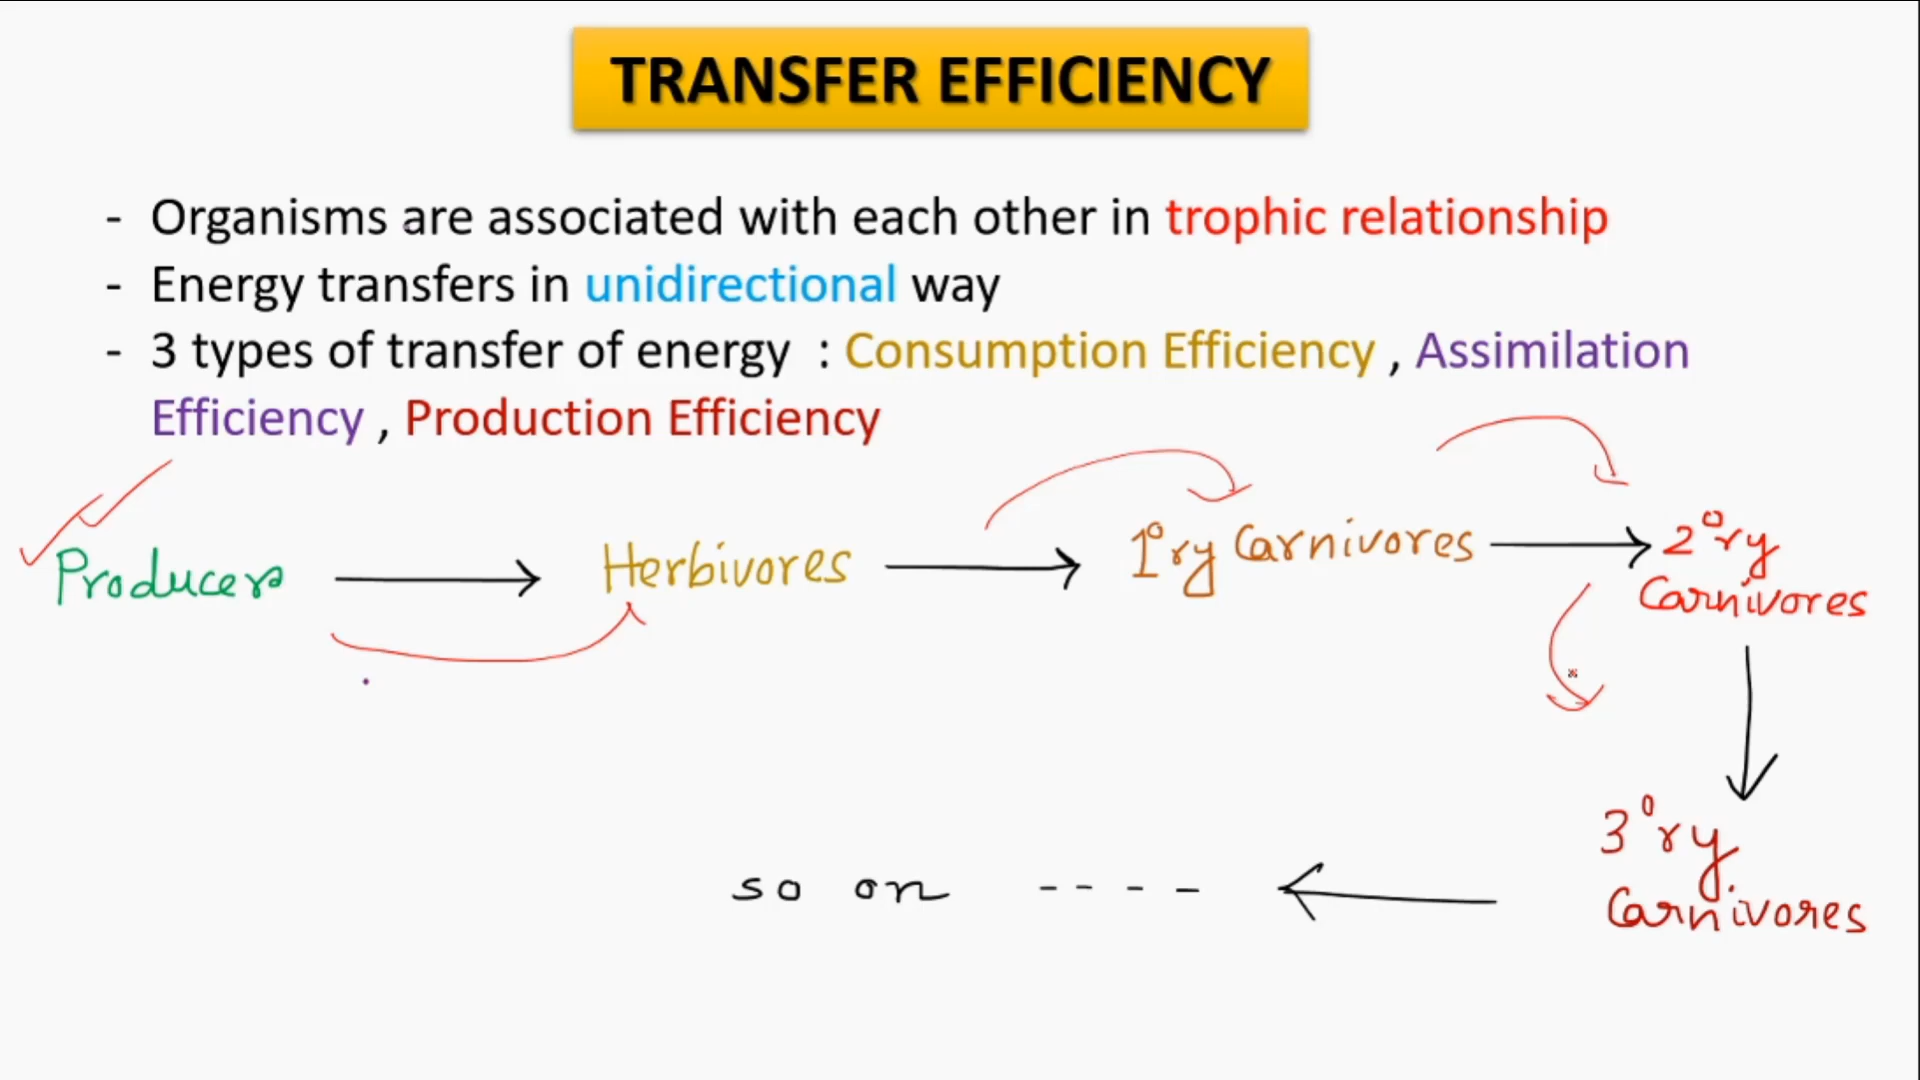 TRANSFER EFFICIENCY
- Organisms are associated with each other in trophic relationship
- Energy transfers in unidirectional way
- 3 types of transfer of energy : Consumption Efficiency , Assimilation
Efficiency , Production Efficiency
Producers → Herbivores → 1°ry Carnivores → 2°ry
Carnivores
3°ry
Carnivores
so on - - - - ←